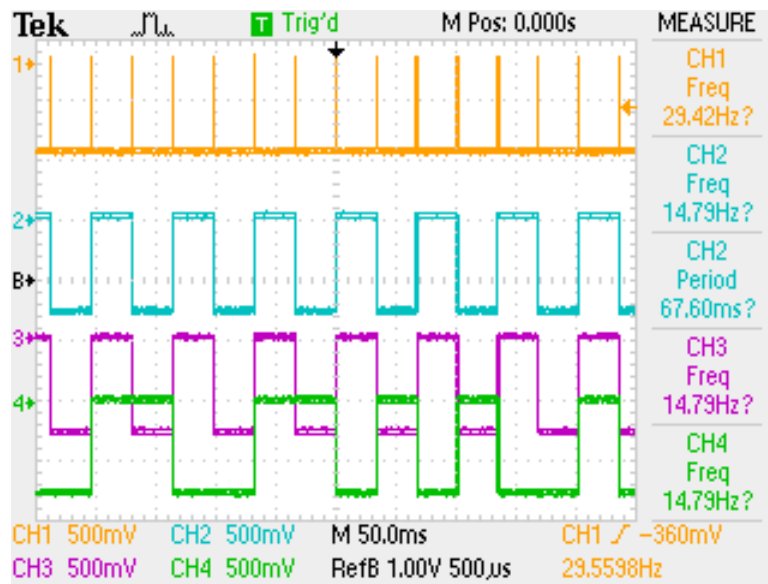 Tek T Trig'd M Pos: 0.000s MEASURE
1 CH1
Freq
29.42Hz?
CH2
2 Freq
14.79Hz?
CH2
B Period
67.60ms?
3 CH3
Freq
4 14.79Hz?
CH4
Freq
14.79Hz?
CH1 500mV CH2 500mV M 50.0ms CH1 -360mV
CH3 500mV CH4 500mV RefB 1.00V 500µs 29.5598Hz